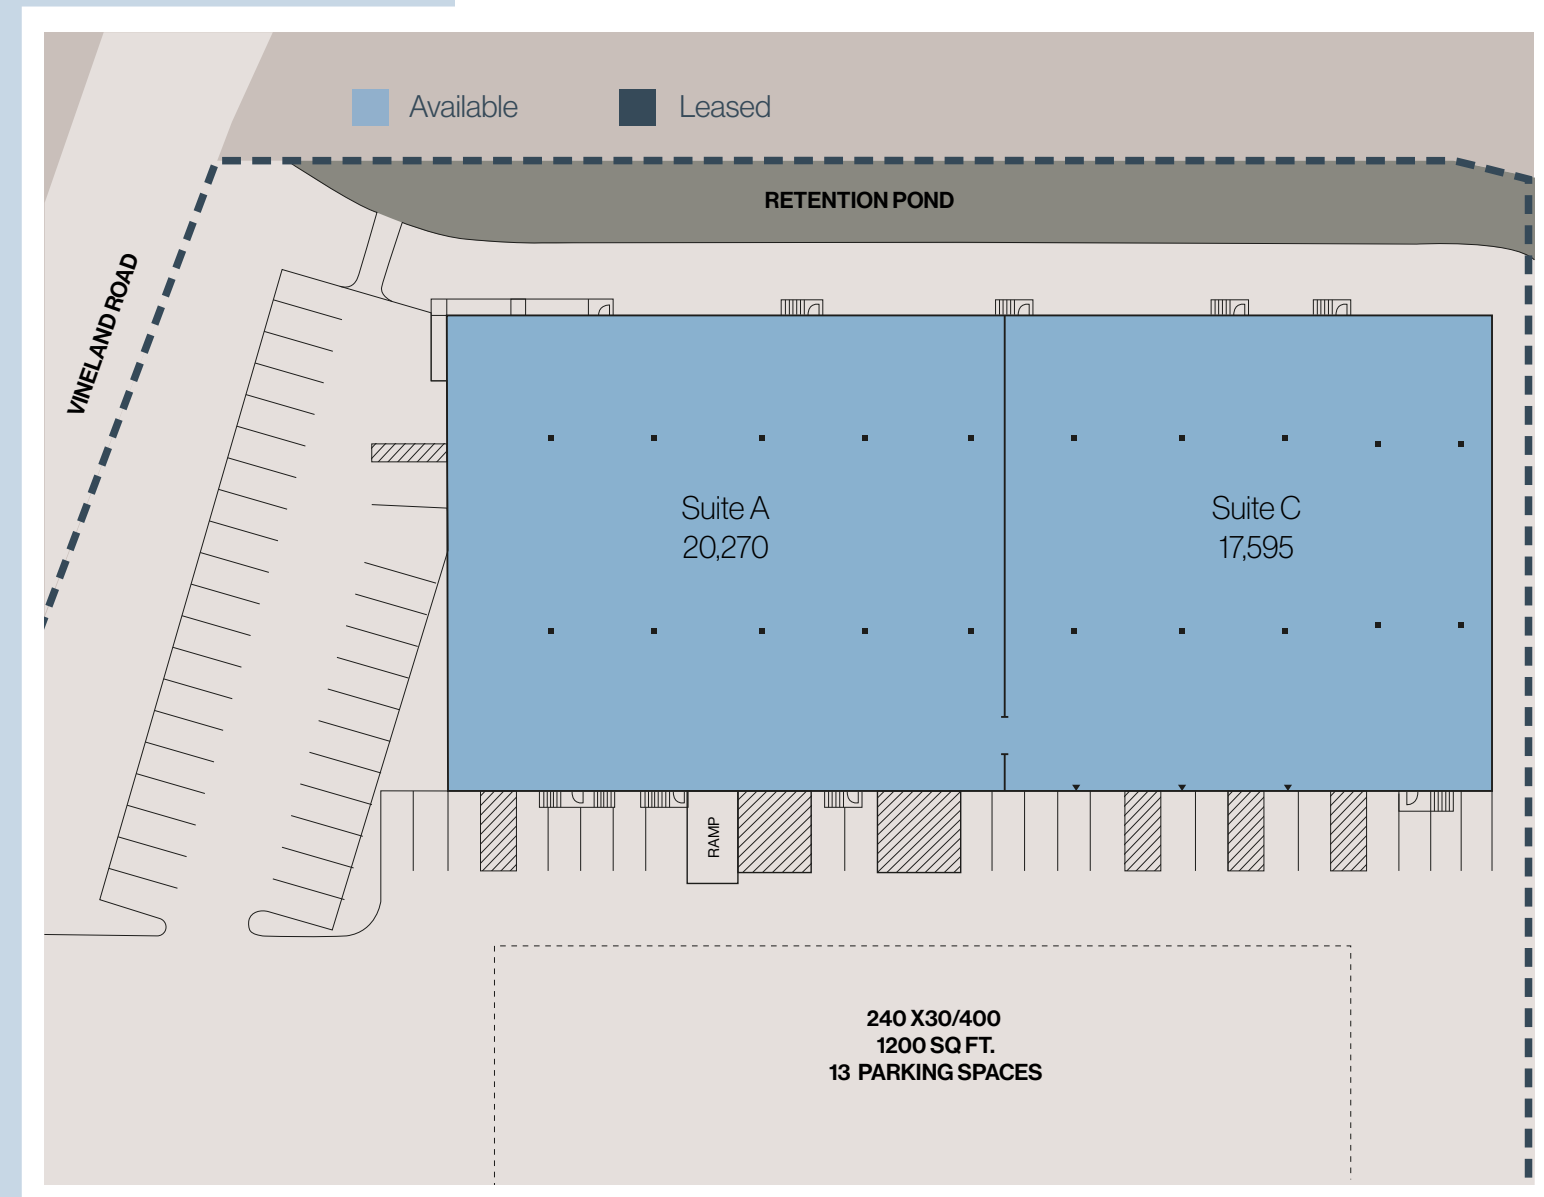 Available
Leased
RETENTION POND
VINELAND ROAD
Suite A
20,270
Suite C
17,595
RAMP
240 X30/400
1200 SQ FT.
13 PARKING SPACES